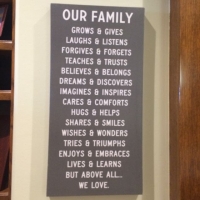 OUR FAMILY
GROWS & GIVES
LAUGHS & LISTENS
FORGIVES & FORGETS
TEACHES & TRUSTS
BELIEVES & BELONGS
DREAMS & DISCOVERS
IMAGINES & INSPIRES
CARES & COMFORTS
HUGS & HELPS
SHARES & SMILES
WISHES & WONDERS
TRIES & TRIUMPHS
ENJOYS & EMBRACES
LIVES & LEARNS
BUT ABOVE ALL...
WE LOVE.